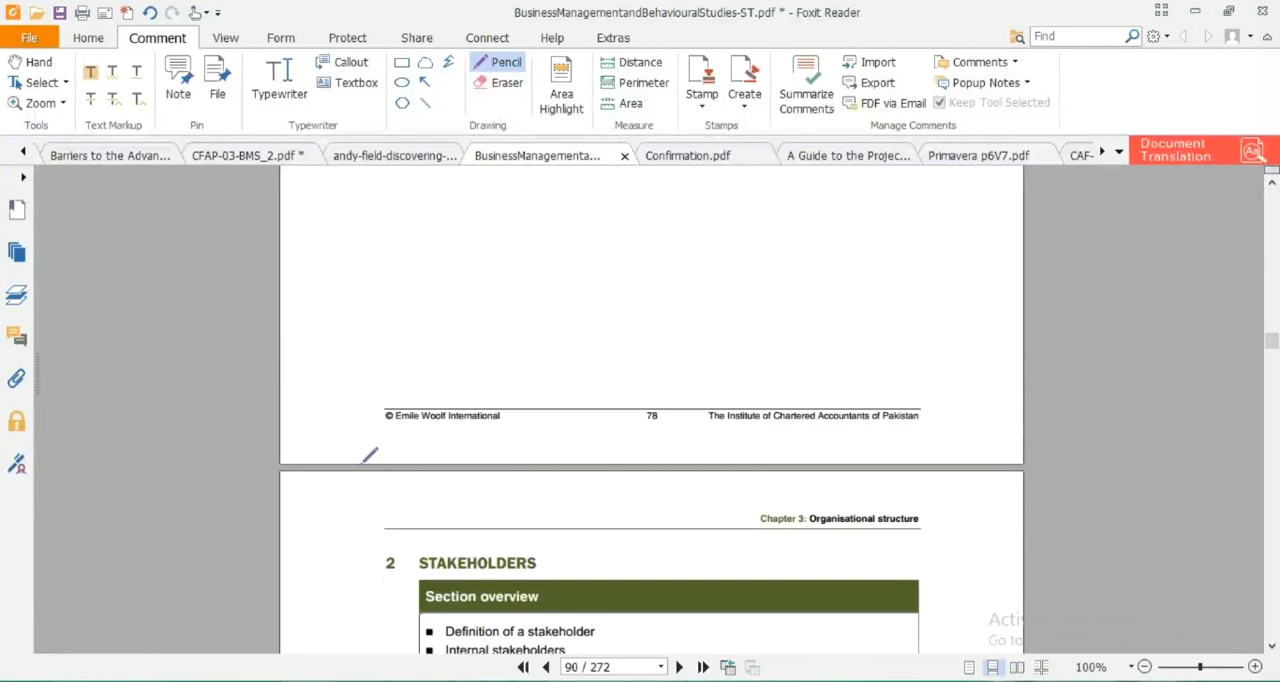 BusinessManagementandBehaviouralStudies-ST.pdf * - Foxit Reader
File Home Comment View Form Protect Share Connect Help Extras Find
Hand
Select
Zoom
Tools
T T T
T T T
Text Markup
Note File
Pin
Typewriter
Callout
Textbox
Typewriter
Pencil
Eraser
Drawing
Area
Highlight
Distance
Perimeter
Area
Measure
Stamp Create
Stamps
Summarize
Comments
Import
Export
FDF via Email
Comments
Popup Notes
Keep Tool Selected
Manage Comments
Barriers to the Advan... CFAP-03-BMS_2.pdf * andy-field-discovering-... BusinessManagementa... Confirmation.pdf A Guide to the Projec... Primavera p6V7.pdf CAF-
Document
Translation
Aa
© Emile Woolf International 78 The Institute of Chartered Accountants of Pakistan
Chapter 3: Organisational structure
2 STAKEHOLDERS
Section overview
■ Definition of a stakeholder
■ Internal stakeholders
Acti
Go to
90 / 272
100%